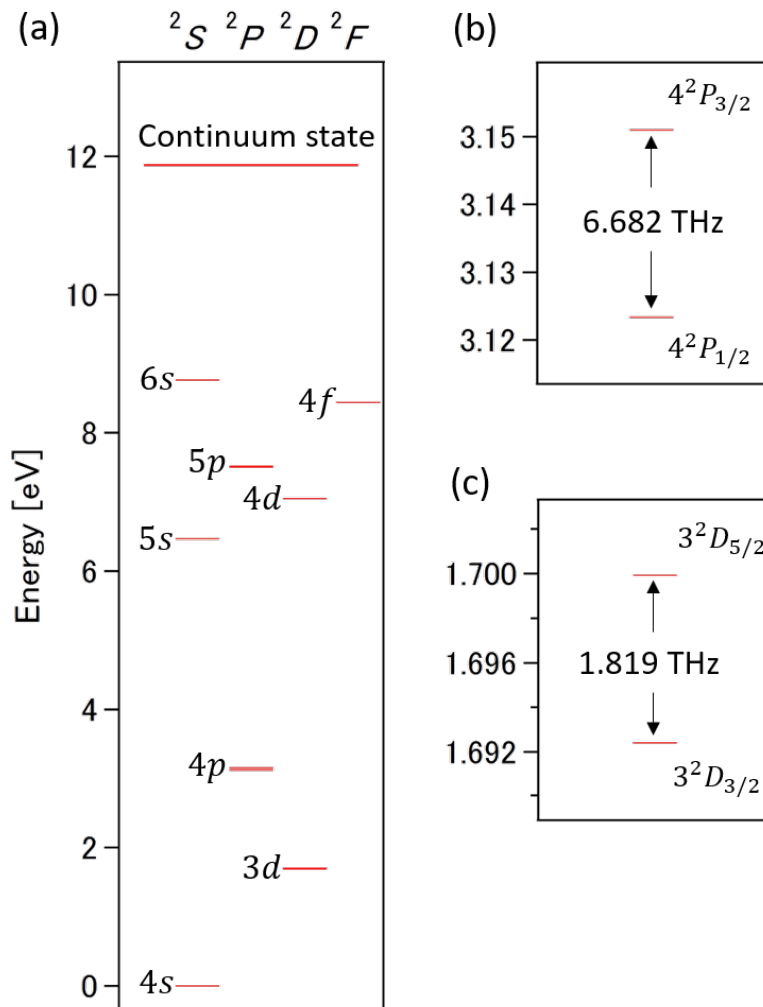 (a)
²S ²P ²D ²F
Continuum state
12
10
6s
4f
8
5p
4d
5s
6
Energy [eV]
4
4p
2
3d
4s
0
(b)
4²P₃/₂
3.15
3.14
6.682 THz
3.13
3.12
4²P₁/₂
(c)
3²D₅/₂
1.700
1.696
1.819 THz
1.692
3²D₃/₂